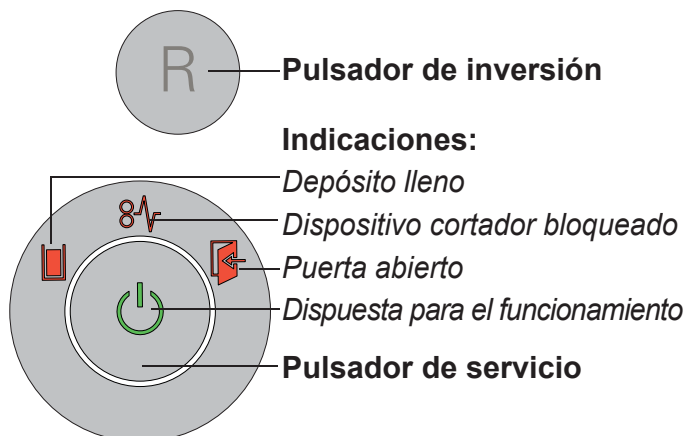 R
Pulsador de inversión
Indicaciones:
Depósito lleno
Dispositivo cortador bloqueado
Puerta abierto
Dispuesta para el funcionamiento
Pulsador de servicio